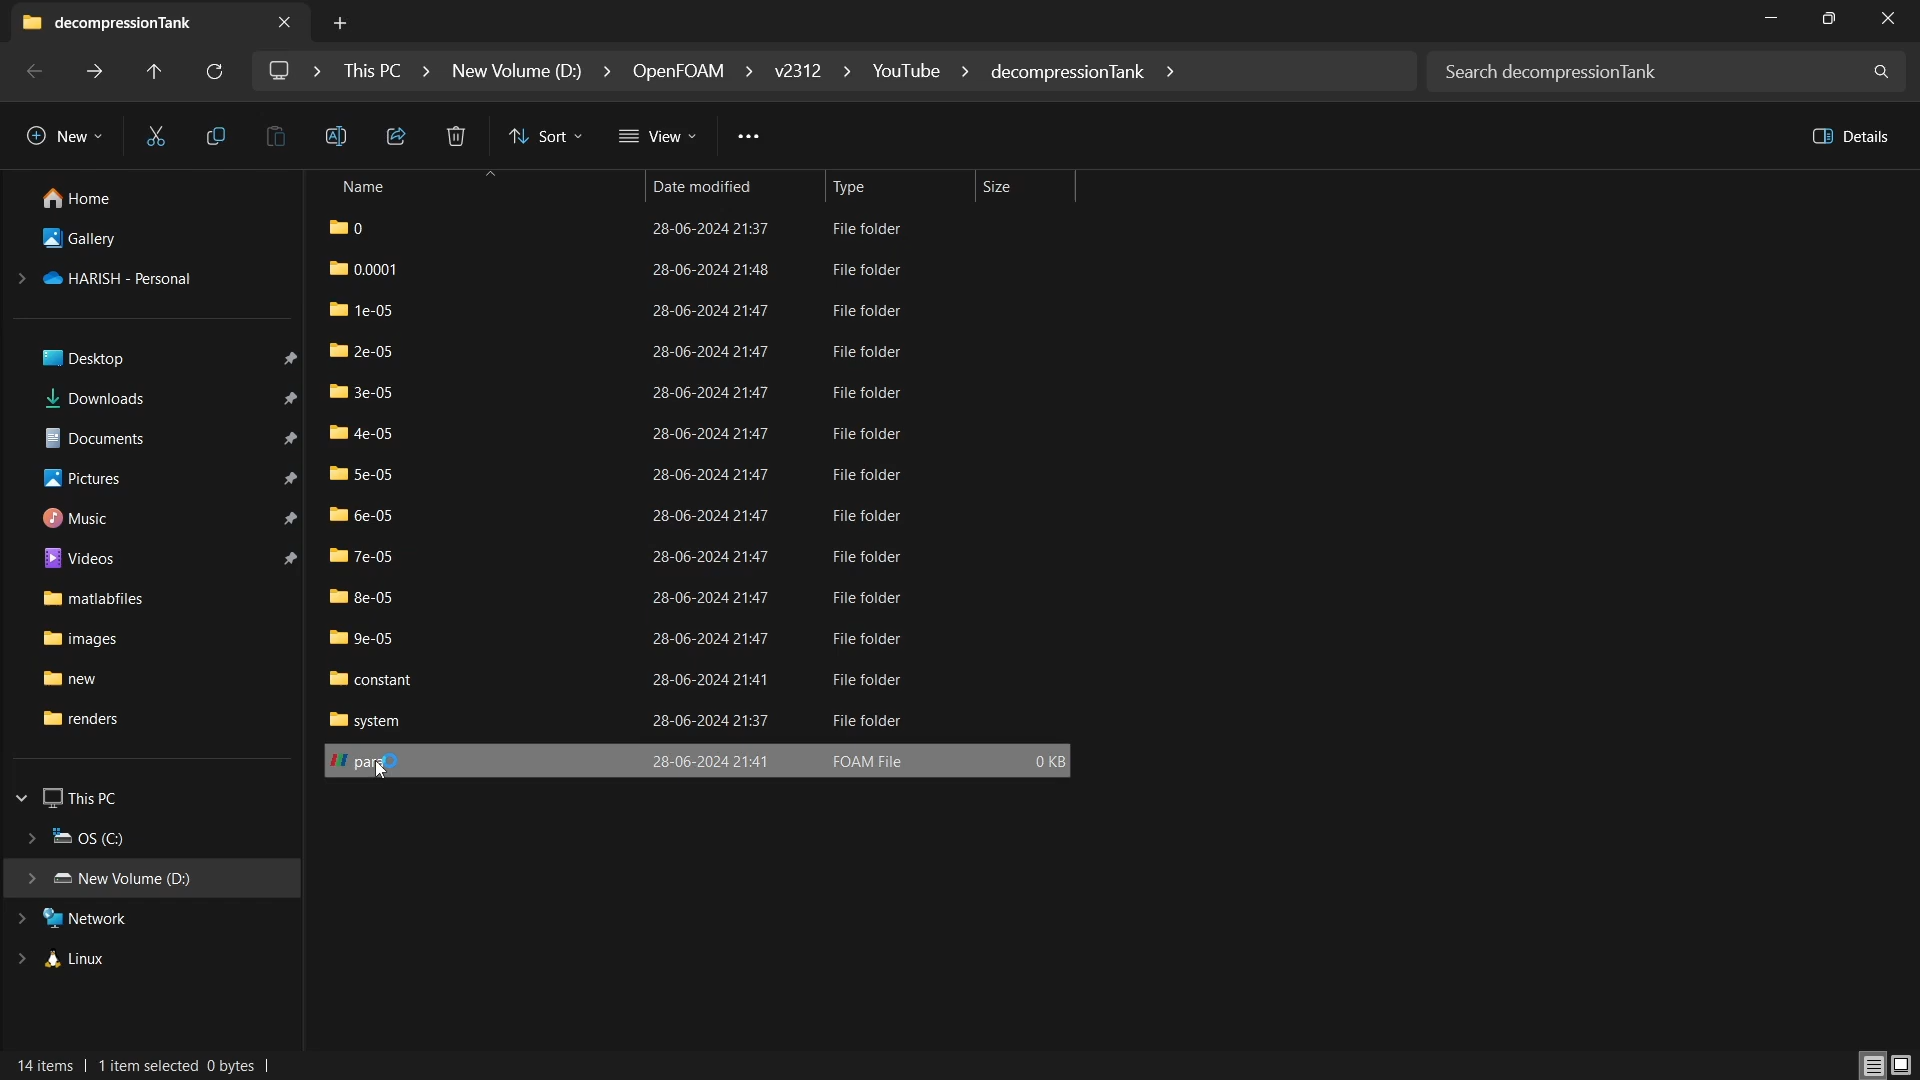 decompressionTank
This PC New Volume (D:) OpenFOAM v2312 YouTube decompressionTank
Search decompressionTank
New Sort View Details
Name Date modified Type Size
Home
Gallery
HARISH - Personal
Desktop
Downloads
Documents
Pictures
Music
Videos
matlabfiles
images
new
renders
This PC
OS (C:)
New Volume (D:)
Network
Linux
0 28-06-2024 21:37 File folder
0.0001 28-06-2024 21:48 File folder
1e-05 28-06-2024 21:47 File folder
2e-05 28-06-2024 21:47 File folder
3e-05 28-06-2024 21:47 File folder
4e-05 28-06-2024 21:47 File folder
5e-05 28-06-2024 21:47 File folder
6e-05 28-06-2024 21:47 File folder
7e-05 28-06-2024 21:47 File folder
8e-05 28-06-2024 21:47 File folder
9e-05 28-06-2024 21:47 File folder
constant 28-06-2024 21:41 File folder
system 28-06-2024 21:37 File folder
28-06-2024 21:41 FOAM File 0 KB
14 items | 1 item selected 0 bytes |